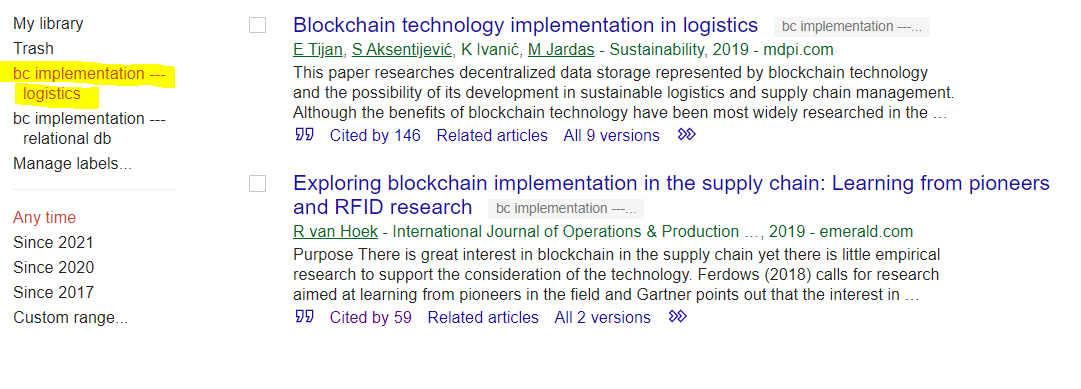 My library
Trash
bc implementation ---
logistics
bc implementation ---
relational db
Manage labels...
Any time
Since 2021
Since 2020
Since 2017
Custom range...
Blockchain technology implementation in logistics bc implementation ---...
E Tijan, S Aksentijević, K Ivanić, M Jardas - Sustainability, 2019 - mdpi.com
This paper researches decentralized data storage represented by blockchain technology
and the possibility of its development in sustainable logistics and supply chain management.
Although the benefits of blockchain technology have been most widely researched in the …
Cited by 146 Related articles All 9 versions
Exploring blockchain implementation in the supply chain: Learning from pioneers
and RFID research bc implementation ---...
R van Hoek - International Journal of Operations & Production …, 2019 - emerald.com
Purpose There is great interest in blockchain in the supply chain yet there is little empirical
research to support the consideration of the technology. Ferdows (2018) calls for research
aimed at learning from pioneers in the field and Gartner points out that the interest in …
Cited by 59 Related articles All 2 versions